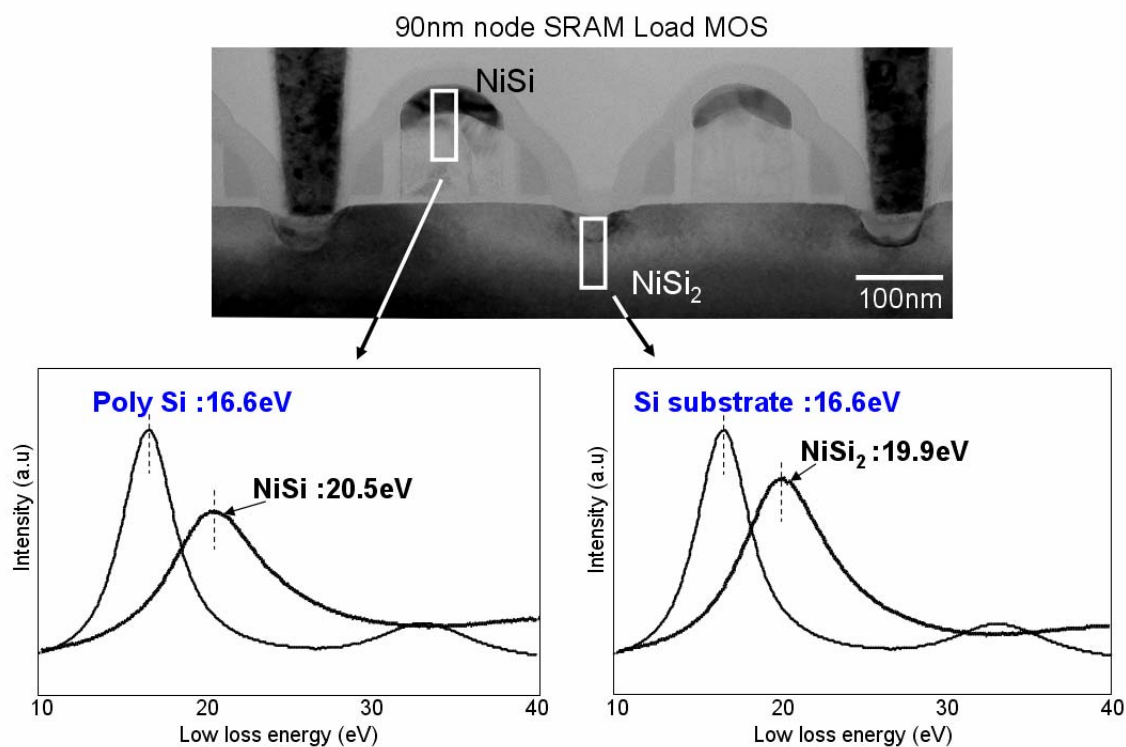 90nm node SRAM Load MOS
NiSi
NiSi₂
100nm
Poly Si :16.6eV
NiSi :20.5eV
Intensity (a.u)
10 20 30 40
Low loss energy (eV)
Si substrate :16.6eV
NiSi₂ :19.9eV
Intensity (a.u)
10 20 30 40
Low loss energy (eV)